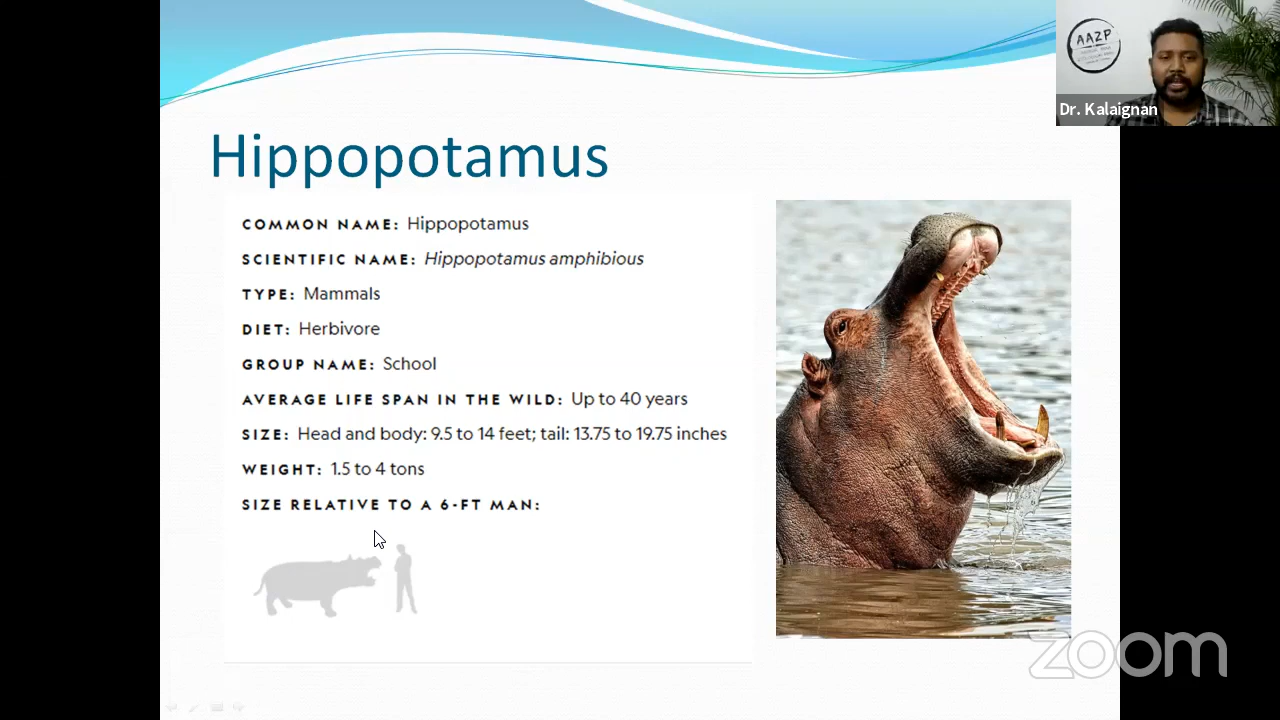 AAZP
Dr. Kalaignan
Hippopotamus
COMMON NAME: Hippopotamus
SCIENTIFIC NAME: Hippopotamus amphibious
TYPE: Mammals
DIET: Herbivore
GROUP NAME: School
AVERAGE LIFE SPAN IN THE WILD: Up to 40 years
SIZE: Head and body: 9.5 to 14 feet; tail: 13.75 to 19.75 inches
WEIGHT: 1.5 to 4 tons
SIZE RELATIVE TO A 6-FT MAN:
zoom